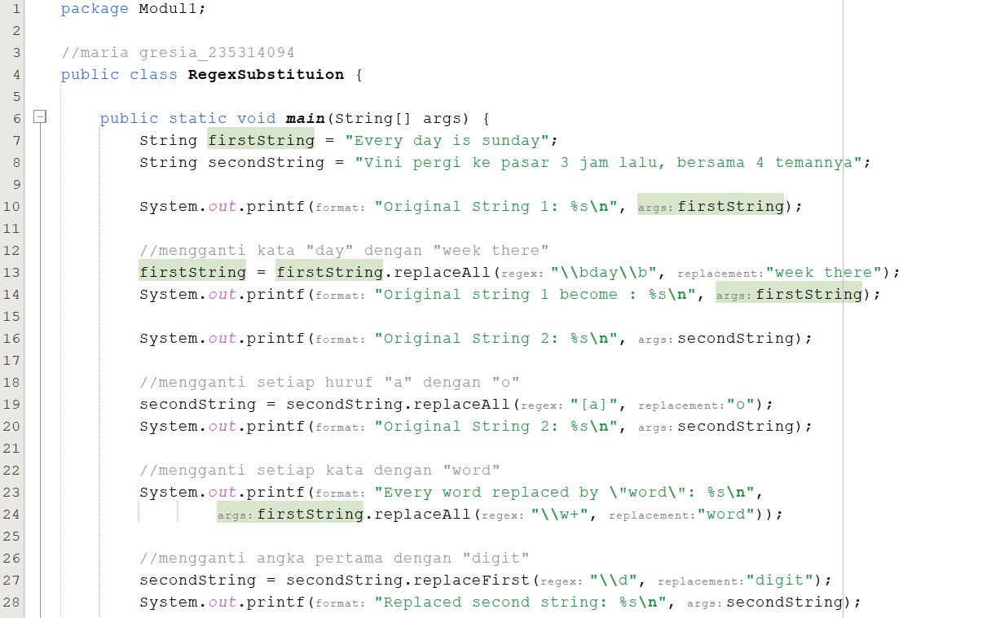 1 package Modul1;
2
3 //maria gresia_235314094
4 public class RegexSubstituion {
5
6 public static void main(String[] args) {
7 String firstString = "Every day is sunday";
8 String secondString = "Vini pergi ke pasar 3 jam lalu, bersama 4 temannya";
9
10 System.out.printf(format: "Original String 1: %s\n", args: firstString);
11
12 //mengganti kata "day" dengan "week there"
13 firstString = firstString.replaceAll(regex: "\\bday\\b", replacement: "week there");
14 System.out.printf(format: "Original string 1 become : %s\n", args: firstString);
15
16 System.out.printf(format: "Original String 2: %s\n", args: secondString);
17
18 //mengganti setiap huruf "a" dengan "o"
19 secondString = secondString.replaceAll(regex: "[a]", replacement: "o");
20 System.out.printf(format: "Original String 2: %s\n", args: secondString);
21
22 //mengganti setiap kata dengan "word"
23 System.out.printf(format: "Every word replaced by \"word\": %s\n",
24 args: firstString.replaceAll(regex: "\\w+", replacement: "word"));
25
26 //mengganti angka pertama dengan "digit"
27 secondString = secondString.replaceFirst(regex: "\\d", replacement: "digit");
28 System.out.printf(format: "Replaced second string: %s\n", args: secondString);